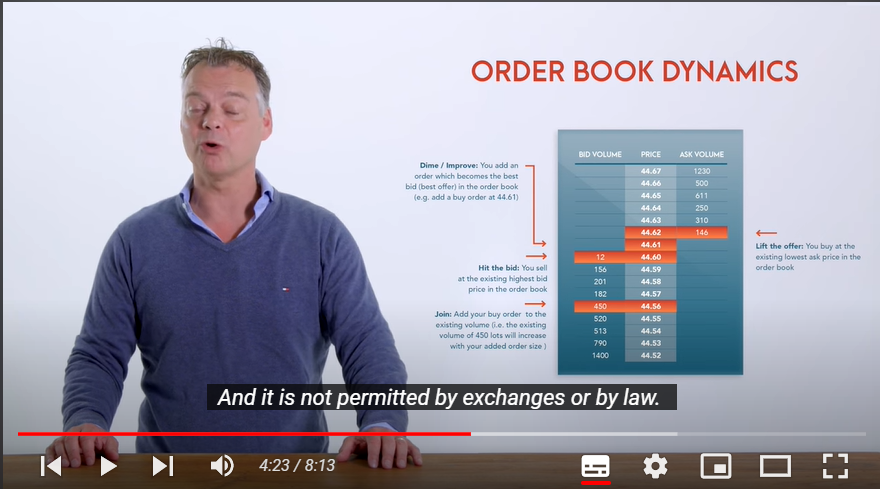 ORDER BOOK DYNAMICS
BID VOLUME PRICE ASK VOLUME
44.67 1230
44.66 500
44.65 611
44.64 250
44.63 310
44.62 146
44.61
12 44.60
156 44.59
201 44.58
182 44.57
450 44.56
520 44.55
513 44.54
790 44.53
1400 44.52
Dime / Improve: You add an
order which becomes the best
bid (best offer) in the order book
(e.g. add a buy order at 44.61)
Hit the bid: You sell
at the existing highest bid
price in the order book
Join: Add your buy order to the
existing volume (i.e. the existing
volume of 450 lots will increase
with your added order size )
Lift the offer: You buy at the
existing lowest ask price in the
order book
And it is not permitted by exchanges or by law.
4:23 / 8:13